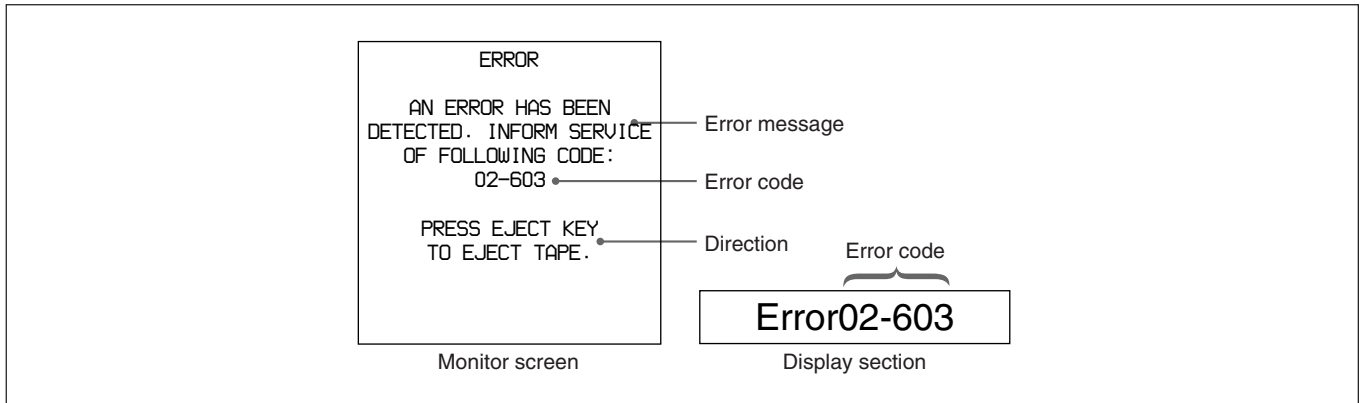 ERROR
AN ERROR HAS BEEN
DETECTED. INFORM SERVICE
OF FOLLOWING CODE:
02-603
PRESS EJECT KEY
TO EJECT TAPE.
Error message
Error code
Direction
Monitor screen
Error code
Error02-603
Display section